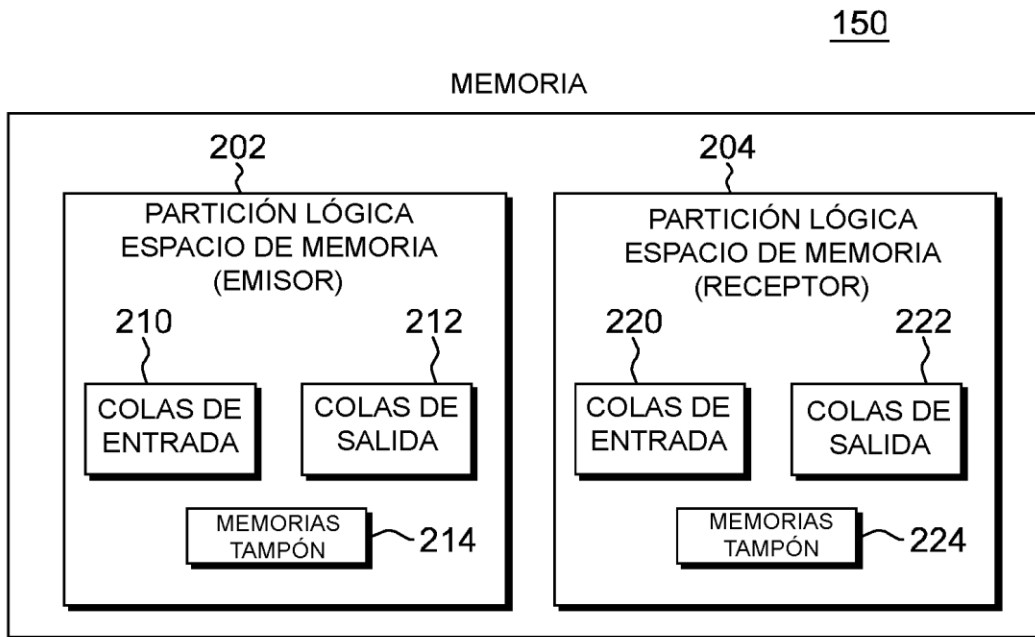 150
MEMORIA
202
204
PARTICIÓN LÓGICA
ESPACIO DE MEMORIA
(EMISOR)
PARTICIÓN LÓGICA
ESPACIO DE MEMORIA
(RECEPTOR)
210
212
220
222
COLAS DE
ENTRADA
COLAS DE
SALIDA
COLAS DE
ENTRADA
COLAS DE
SALIDA
MEMORIAS
TAMPÓN
214
MEMORIAS
TAMPÓN
224